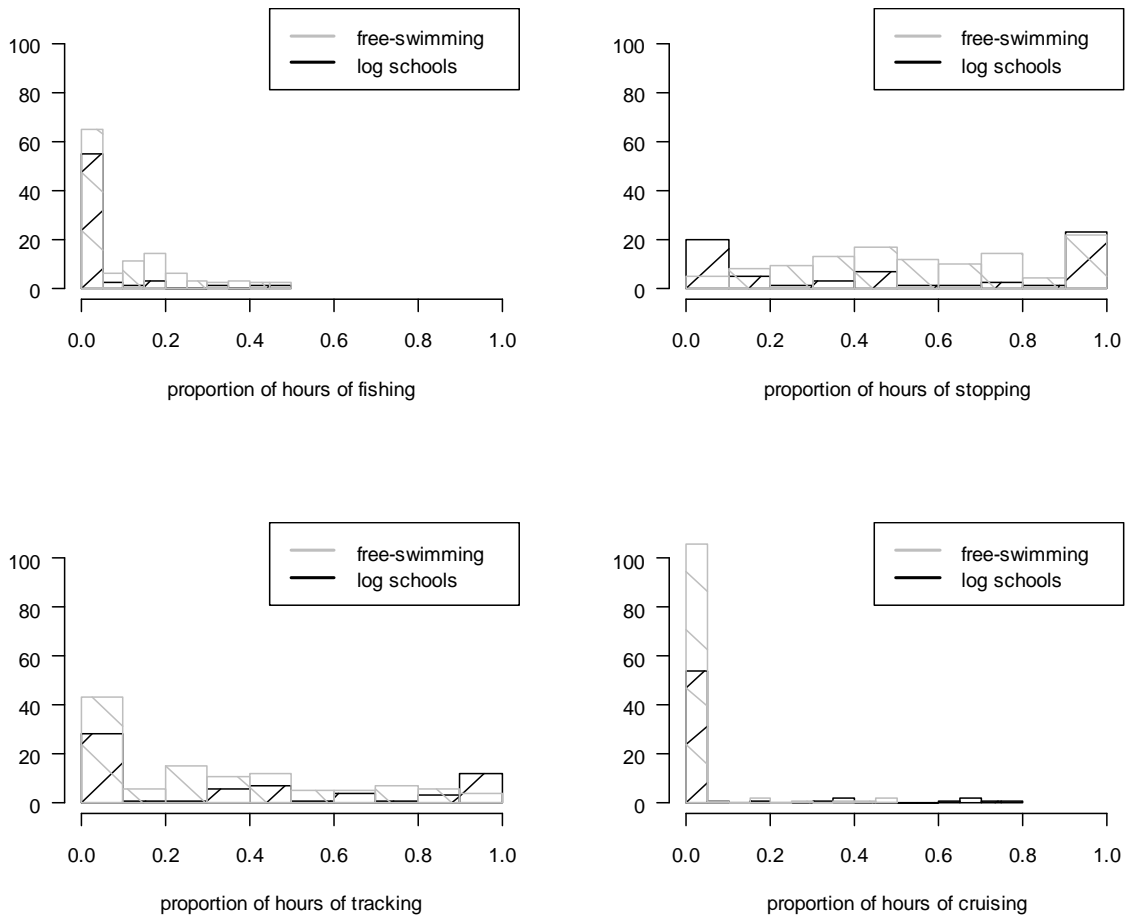 free-swimming
log schools
100
80
60
40
20
0
0.0 0.2 0.4 0.6 0.8 1.0
proportion of hours of fishing
free-swimming
log schools
100
80
60
40
20
0
0.0 0.2 0.4 0.6 0.8 1.0
proportion of hours of stopping
free-swimming
log schools
100
80
60
40
20
0
0.0 0.2 0.4 0.6 0.8 1.0
proportion of hours of tracking
free-swimming
log schools
100
80
60
40
20
0
0.0 0.2 0.4 0.6 0.8 1.0
proportion of hours of cruising